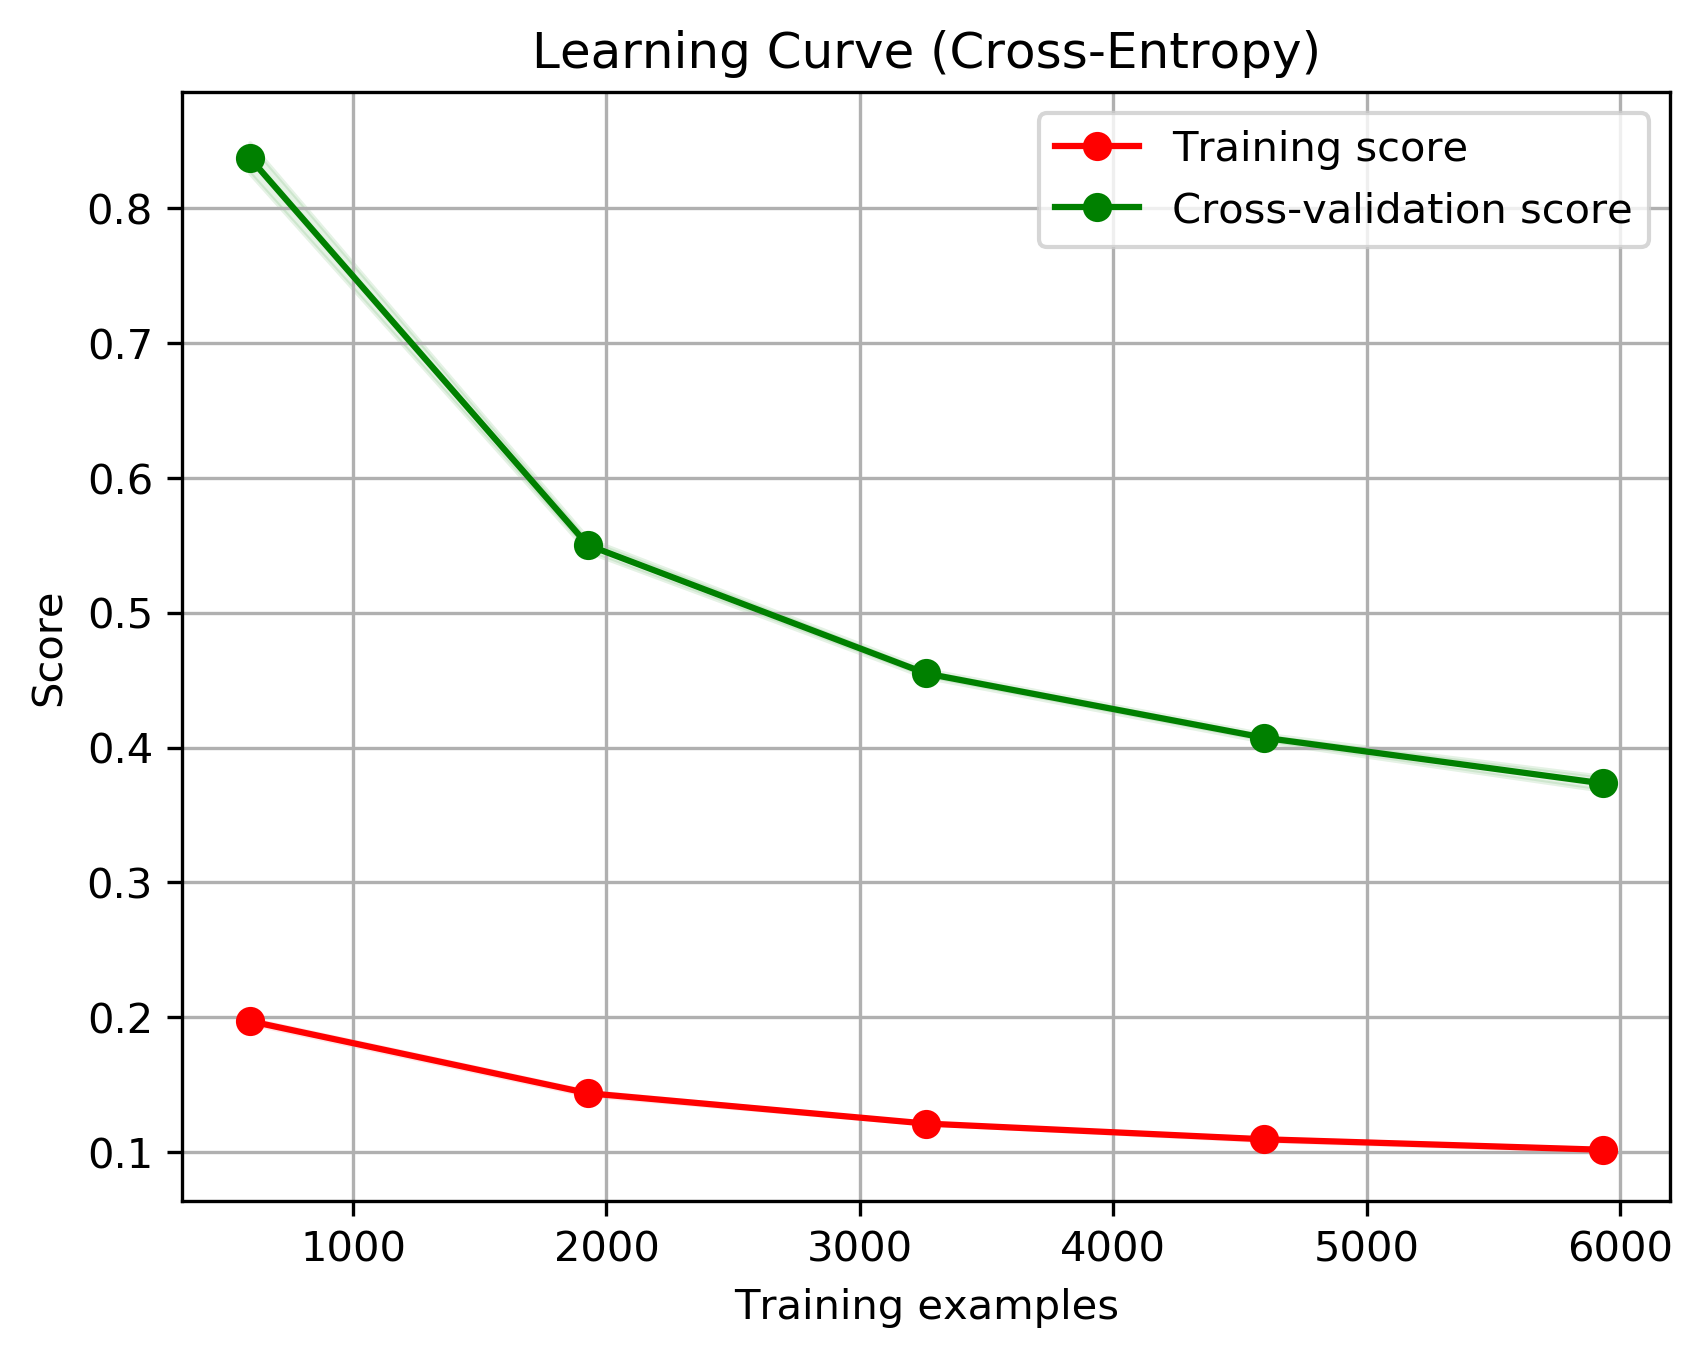 Learning Curve (Cross-Entropy)
Training score
Cross-validation score
0.8
0.7
0.6
0.5
0.4
0.3
0.2
0.1
Score
1000 2000 3000 4000 5000 6000
Training examples